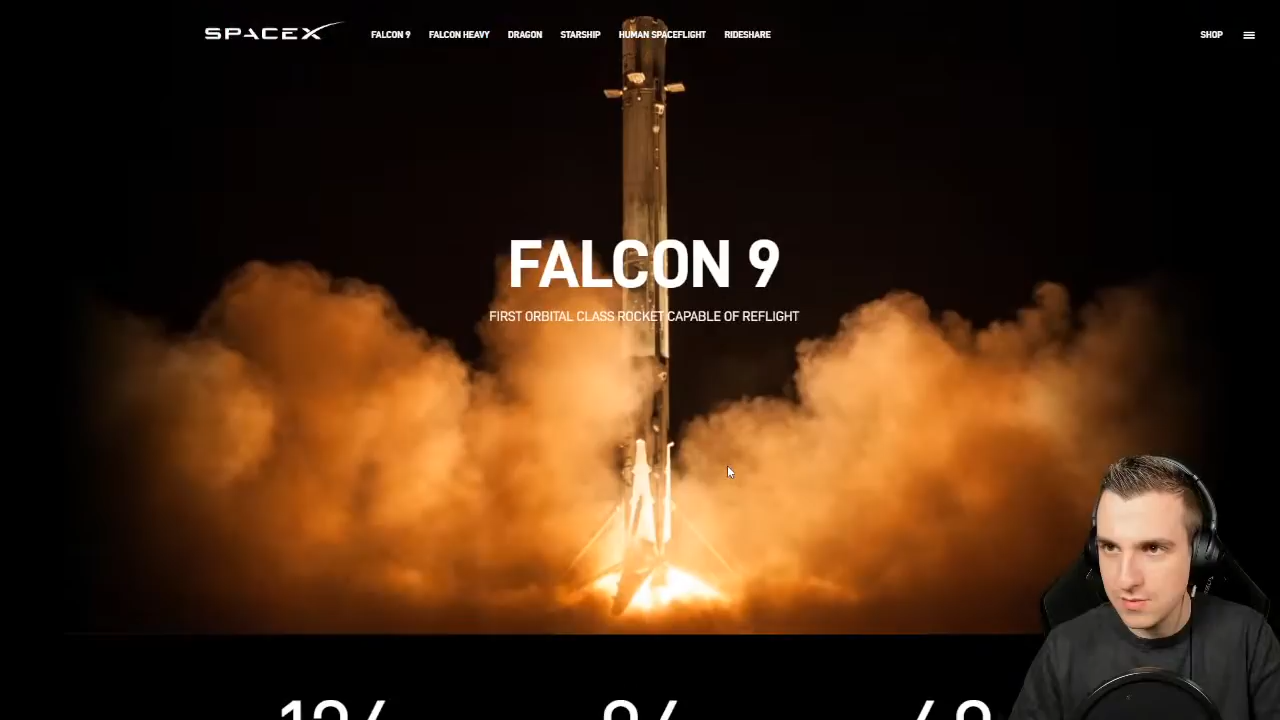 SPACEX
FALCON 9 FALCON HEAVY DRAGON STARSHIP HUMAN SPACEFLIGHT RIDESHARE SHOP
FALCON 9
FIRST ORBITAL CLASS ROCKET CAPABLE OF REFLIGHT